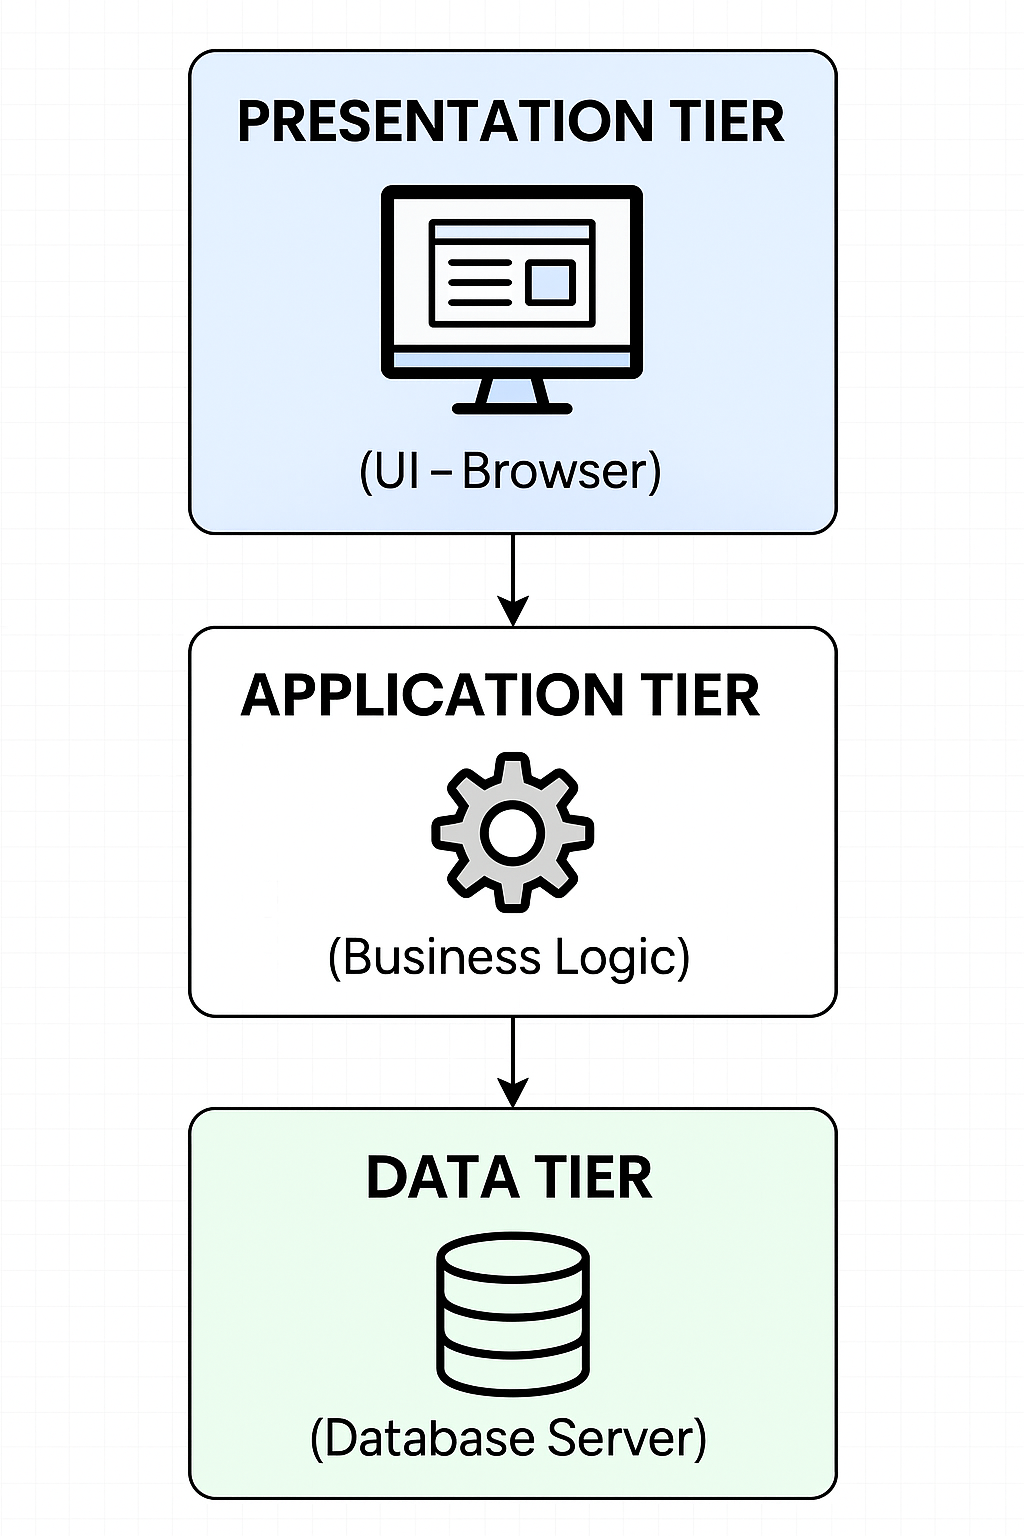 PRESENTATION TIER
(UI – Browser)
APPLICATION TIER
(Business Logic)
DATA TIER
(Database Server)